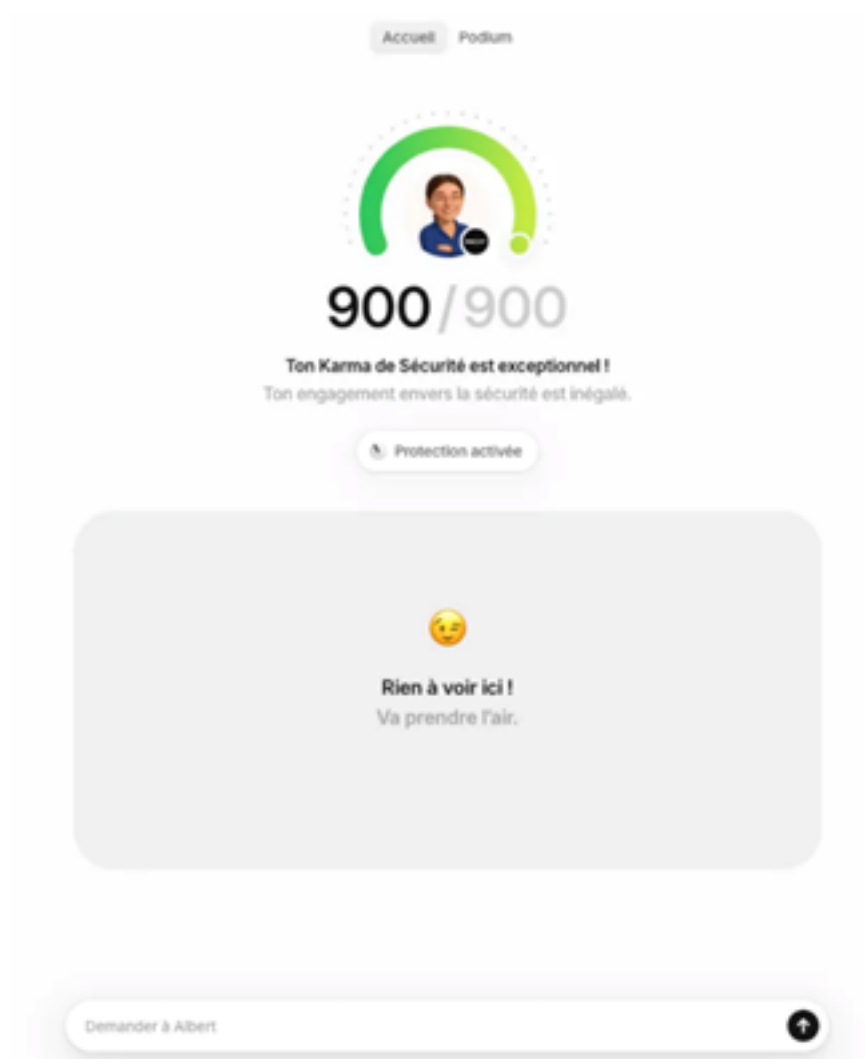 Accueil Podium
900/900
Ton Karma de Sécurité est exceptionnel !
Ton engagement envers la sécurité est inégalé.
Protection activée
Rien à voir ici !
Va prendre l'air.
Demander à Albert